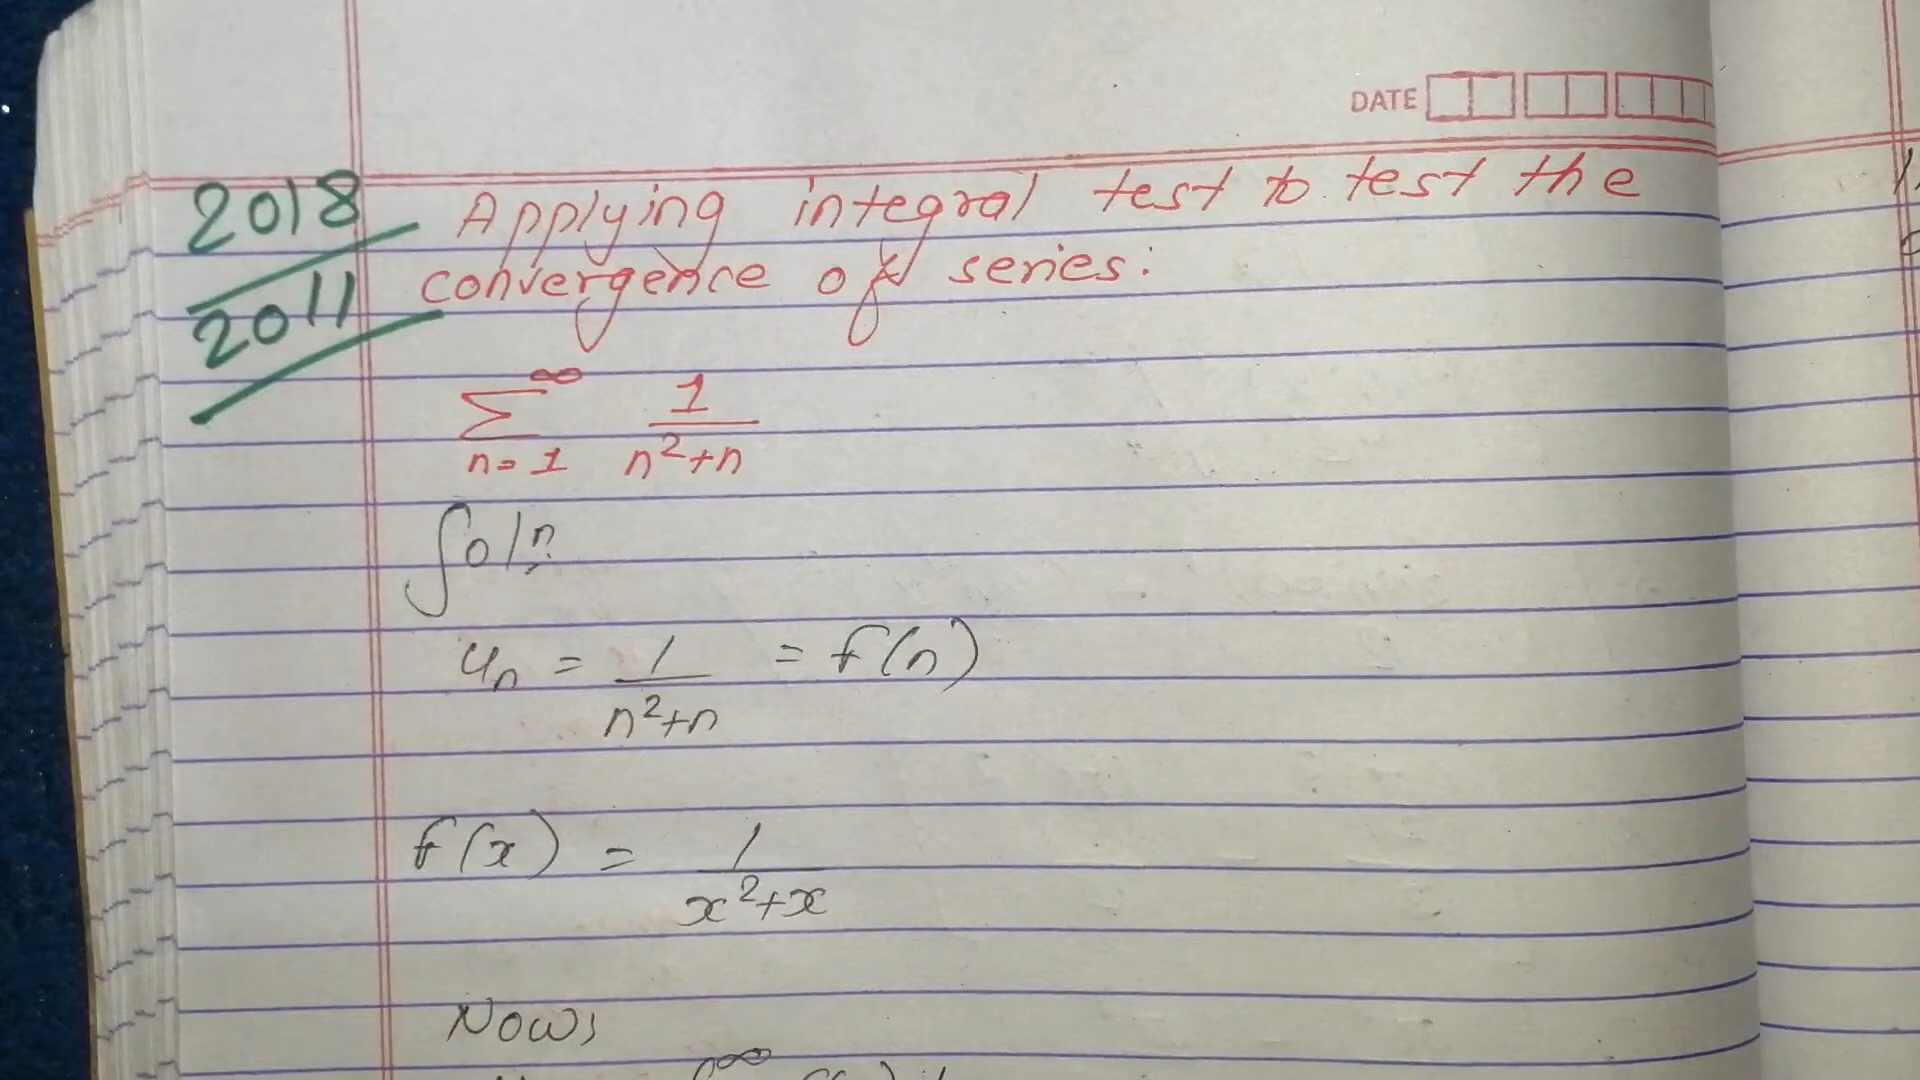 DATE
2018 Applying integral test to test the
2011 convergence of series:
∞
∑ 1
n=1 n²+n
Soln:
uₙ = 1 = f(n)
n²+n
f(x) = 1
x²+x
Now,